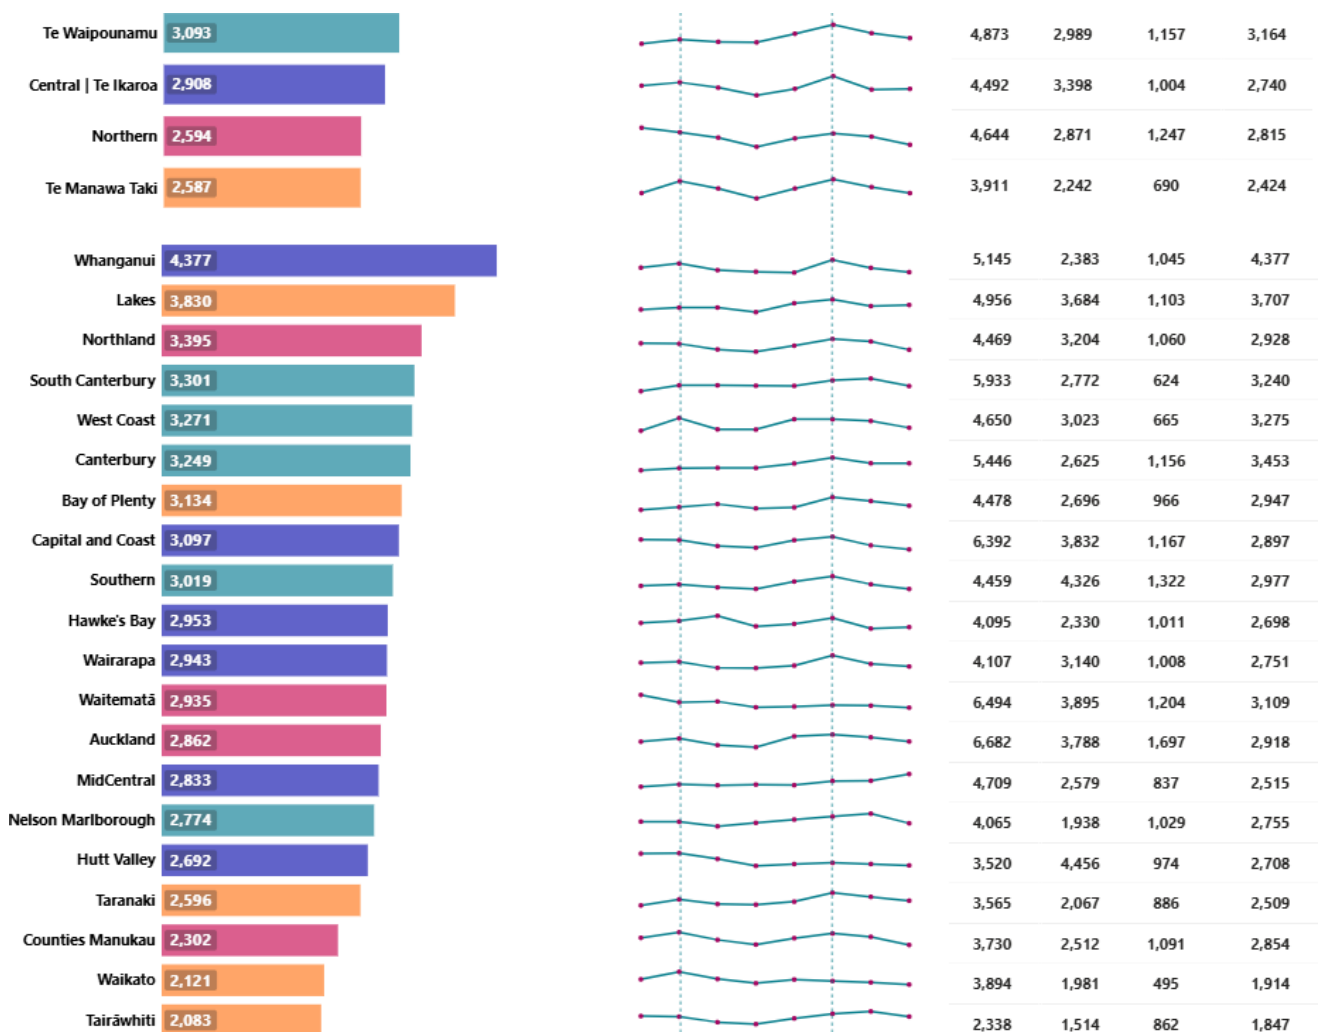 Te Waipounamu 3,093 4,873 2,989 1,157 3,164
Central | Te Ikaroa 2,908 4,492 3,398 1,004 2,740
Northern 2,594 4,644 2,871 1,247 2,815
Te Manawa Taki 2,587 3,911 2,242 690 2,424
Whanganui 4,377 5,145 2,383 1,045 4,377
Lakes 3,830 4,956 3,684 1,103 3,707
Northland 3,395 4,469 3,204 1,060 2,928
South Canterbury 3,301 5,933 2,772 624 3,240
West Coast 3,271 4,650 3,023 665 3,275
Canterbury 3,249 5,446 2,625 1,156 3,453
Bay of Plenty 3,134 4,478 2,696 966 2,947
Capital and Coast 3,097 6,392 3,832 1,167 2,897
Southern 3,019 4,459 4,326 1,322 2,977
Hawke's Bay 2,953 4,095 2,330 1,011 2,698
Wairarapa 2,943 4,107 3,140 1,008 2,751
Waitematā 2,935 6,494 3,895 1,204 3,109
Auckland 2,862 6,682 3,788 1,697 2,918
MidCentral 2,833 4,709 2,579 837 2,515
Nelson Marlborough 2,774 4,065 1,938 1,029 2,755
Hutt Valley 2,692 3,520 4,456 974 2,708
Taranaki 2,596 3,565 2,067 886 2,509
Counties Manukau 2,302 3,730 2,512 1,091 2,854
Waikato 2,121 3,894 1,981 495 1,914
Tairāwhiti 2,083 2,338 1,514 862 1,847